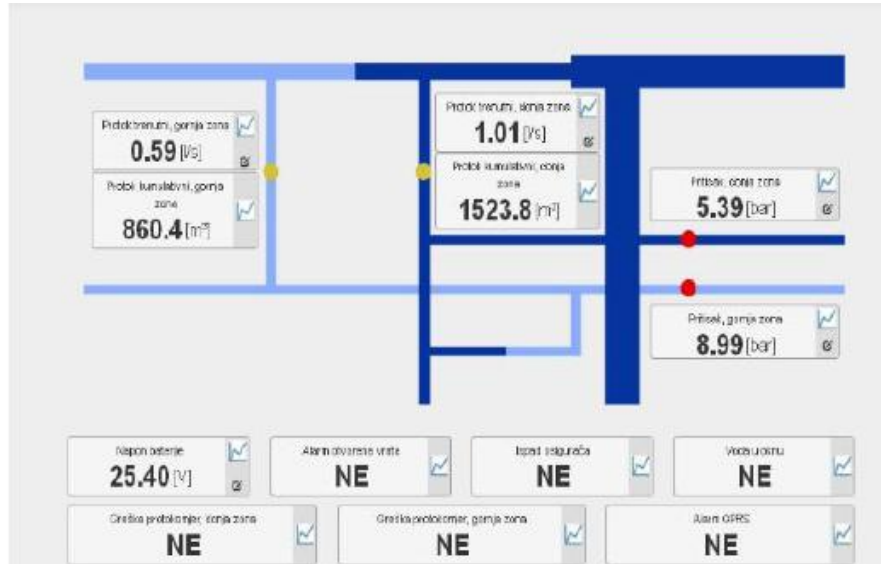 Protok trenutni, gornja zona
0.59 [l/s]
Protok kumulativni, gornja
zona
860.4 [m³]
Protok trenutni, donja zona
1.01 [l/s]
Protok kumulativni, donja
zona
1523.8 [m³]
Pritisak, donja zona
5.39 [bar]
Pritisak, gornja zona
8.99 [bar]
Napon baterije
25.40 [V]
Alarm otvorena vrata
NE
Ispad osigurača
NE
Voda u oknu
NE
Greška protokomjer, donja zona
NE
Greška protokomjer, gornja zona
NE
Alarm GPRS
NE